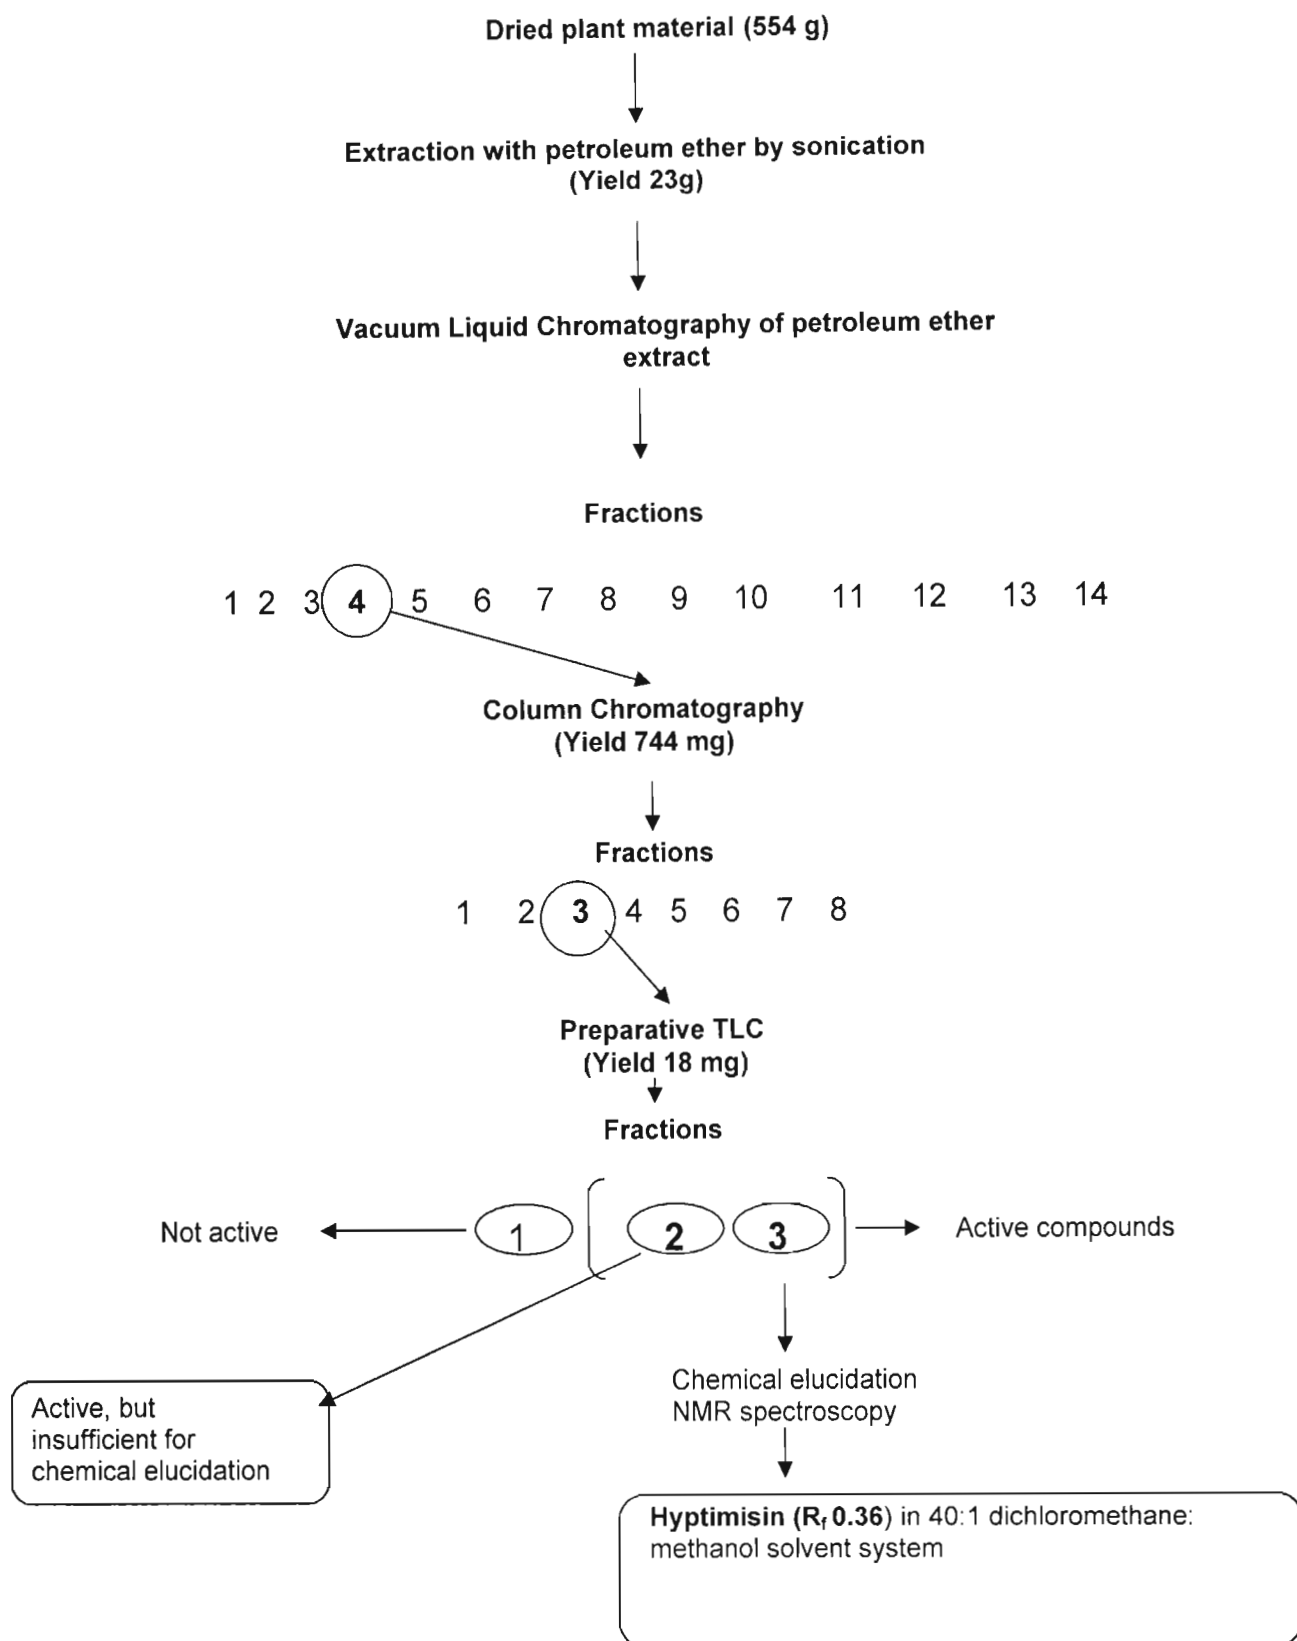 Dried plant material (554 g)
Extraction with petroleum ether by sonication
(Yield 23g)
Vacuum Liquid Chromatography of petroleum ether
extract
Fractions
1 2 3 4 5 6 7 8 9 10 11 12 13 14
Column Chromatography
(Yield 744 mg)
Fractions
1 2 3 4 5 6 7 8
Preparative TLC
(Yield 18 mg)
Fractions
Not active 1 2 3 Active compounds
Chemical elucidation
NMR spectroscopy
Active, but
insufficient for
chemical elucidation
Hyptimisin (Rf 0.36) in 40:1 dichloromethane:
methanol solvent system